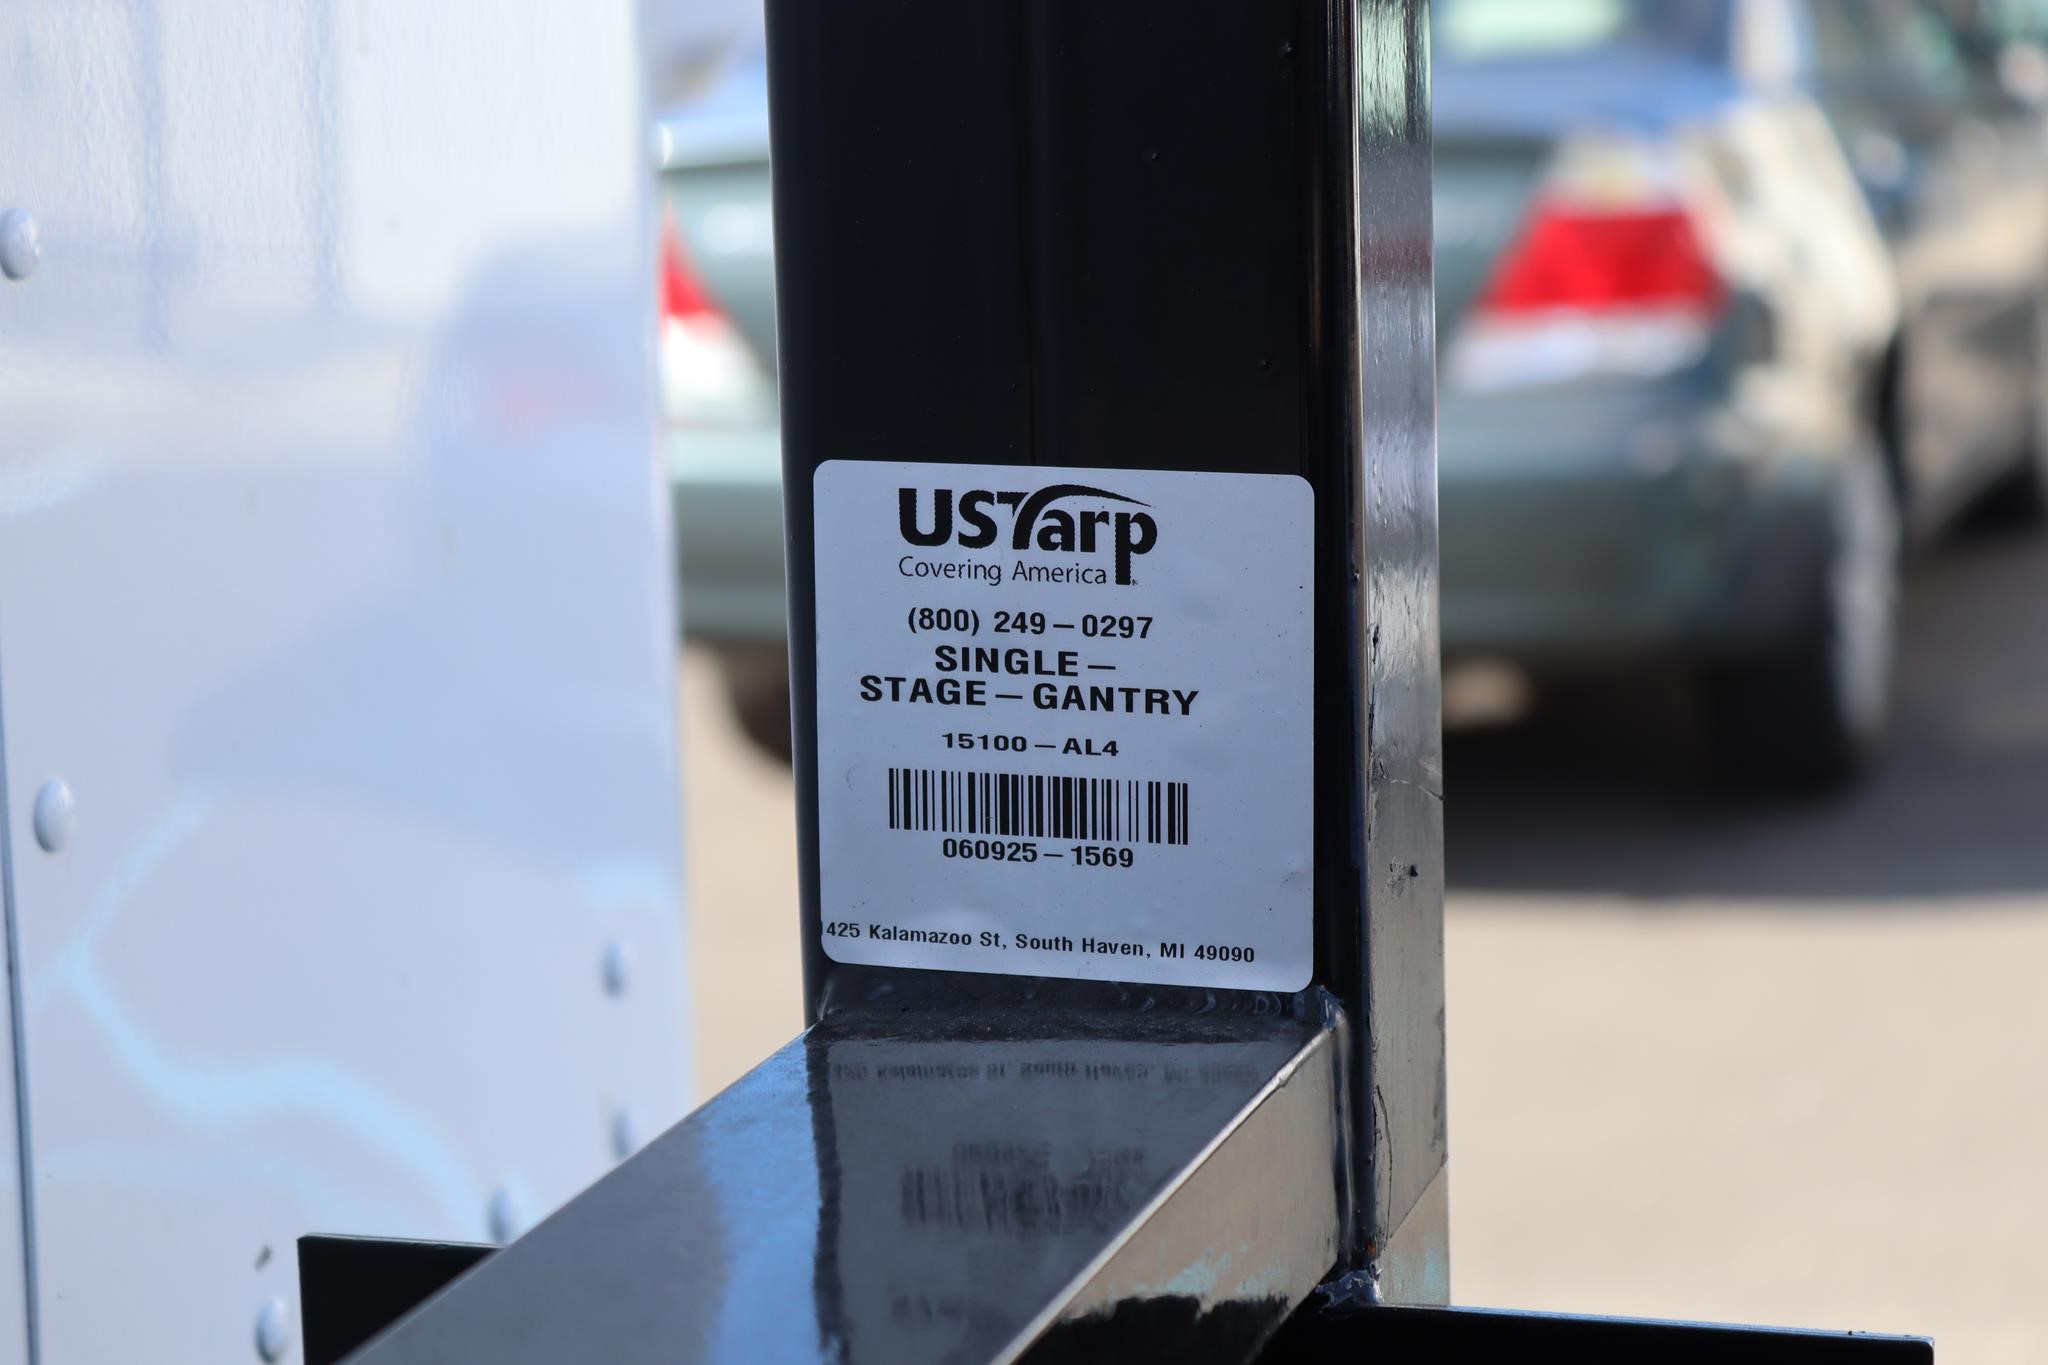 USTarp
Covering America
(800) 249-0297
SINGLE-
STAGE-GANTRY
15100-AL4
060925-1569
1425 Kalamazoo St, South Haven, MI 49090